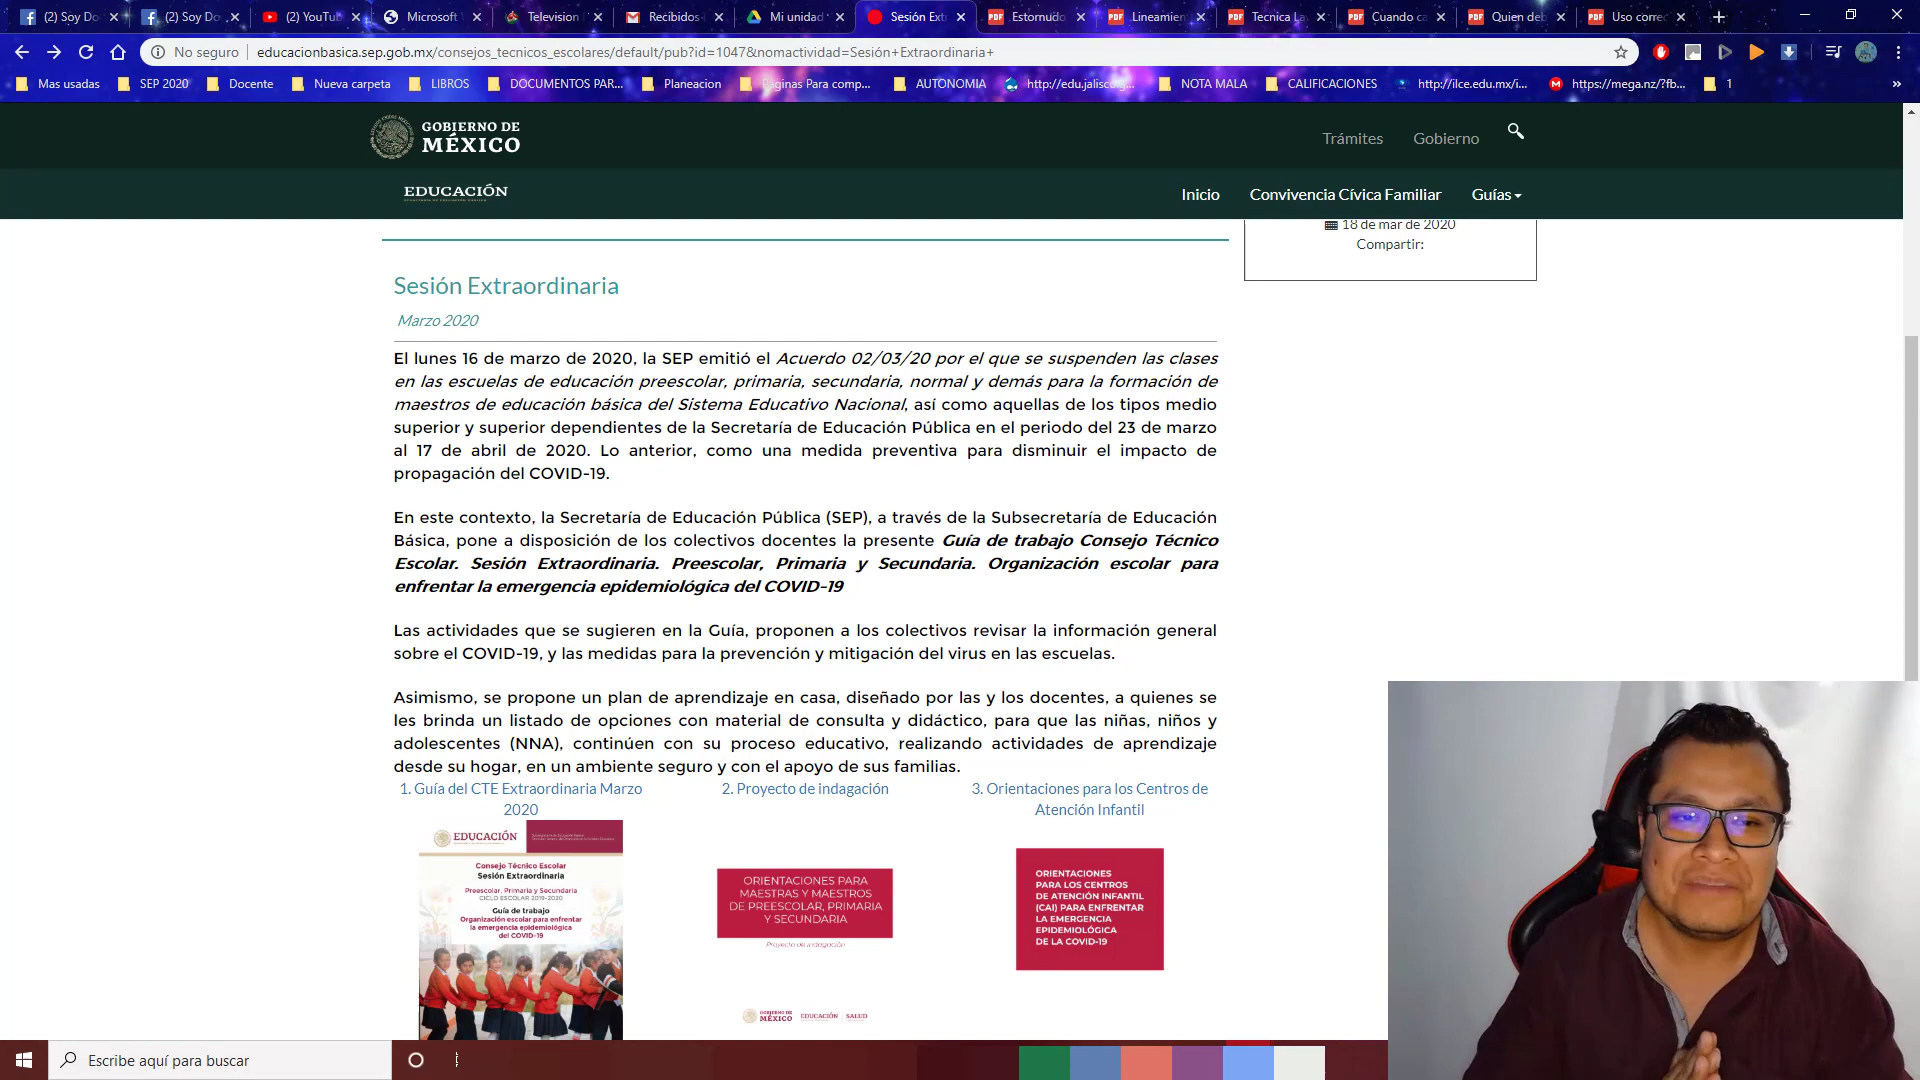 (2) Soy Do
(2) Soy Do
(2) YouTub
Microsoft
Television
Recibidos
Mi unidad
Sesión Ext
Estornudo
Lineamien
Tecnica La
Cuando ca
Quien deb
Uso correc
No seguro
educacionbasica.sep.gob.mx/consejos_tecnicos_escolares/default/pub?id=1047&nomactividad=Sesión+Extraordinaria+
Mas usadas
SEP 2020
Docente
Nueva carpeta
LIBROS
DOCUMENTOS PAR...
Planeacion
Paginas Para comp...
AUTONOMIA
http://edu.jalisco.g...
NOTA MALA
CALIFICACIONES
http://ilce.edu.mx/i...
https://mega.nz/?fb...
1
»
GOBIERNO DE
MÉXICO
Trámites
Gobierno
EDUCACIÓN
Inicio
Convivencia Cívica Familiar
Guías
18 de mar de 2020
Compartir:
Sesión Extraordinaria
Marzo 2020
El lunes 16 de marzo de 2020, la SEP emitió el Acuerdo 02/03/20 por el que se suspenden las clases
en las escuelas de educación preescolar, primaria, secundaria, normal y demás para la formación de
maestros de educación básica del Sistema Educativo Nacional, así como aquellas de los tipos medio
superior y superior dependientes de la Secretaría de Educación Pública en el periodo del 23 de marzo
al 17 de abril de 2020. Lo anterior, como una medida preventiva para disminuir el impacto de
propagación del COVID-19.
En este contexto, la Secretaría de Educación Pública (SEP), a través de la Subsecretaría de Educación
Básica, pone a disposición de los colectivos docentes la presente Guía de trabajo Consejo Técnico
Escolar. Sesión Extraordinaria. Preescolar, Primaria y Secundaria. Organización escolar para
enfrentar la emergencia epidemiológica del COVID-19
Las actividades que se sugieren en la Guía, proponen a los colectivos revisar la información general
sobre el COVID-19, y las medidas para la prevención y mitigación del virus en las escuelas.
Asimismo, se propone un plan de aprendizaje en casa, diseñado por las y los docentes, a quienes se
les brinda un listado de opciones con material de consulta y didáctico, para que las niñas, niños y
adolescentes (NNA), continúen con su proceso educativo, realizando actividades de aprendizaje
desde su hogar, en un ambiente seguro y con el apoyo de sus familias.
1. Guía del CTE Extraordinaria Marzo
2020
2. Proyecto de indagación
3. Orientaciones para los Centros de
Atención Infantil
EDUCACIÓN
Consejo Técnico Escolar
Sesión Extraordinaria
Preescolar, Primaria y Secundaria
CICLO ESCOLAR 2019-2020
Guía de trabajo
Organización escolar para enfrentar
la emergencia epidemiológica
del COVID-19
ORIENTACIONES PARA
MAESTRAS Y MAESTROS
DE PREESCOLAR, PRIMARIA
Y SECUNDARIA
Proyecto de indagación
GOBIERNO DE
MÉXICO
EDUCACIÓN
SALUD
ORIENTACIONES
PARA LOS CENTROS
DE ATENCIÓN INFANTIL
(CAI) PARA ENFRENTAR
LA EMERGENCIA
EPIDEMIOLÓGICA
DE LA COVID-19
Escribe aquí para buscar